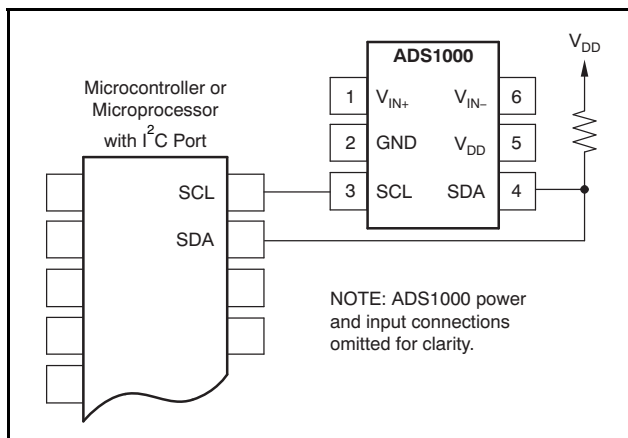 Microcontroller or
Microprocessor
with I²C Port
SCL
SDA
ADS1000
1 V_IN+ V_IN– 6
2 GND V_DD 5
3 SCL SDA 4
V_DD
NOTE: ADS1000 power
and input connections
omitted for clarity.